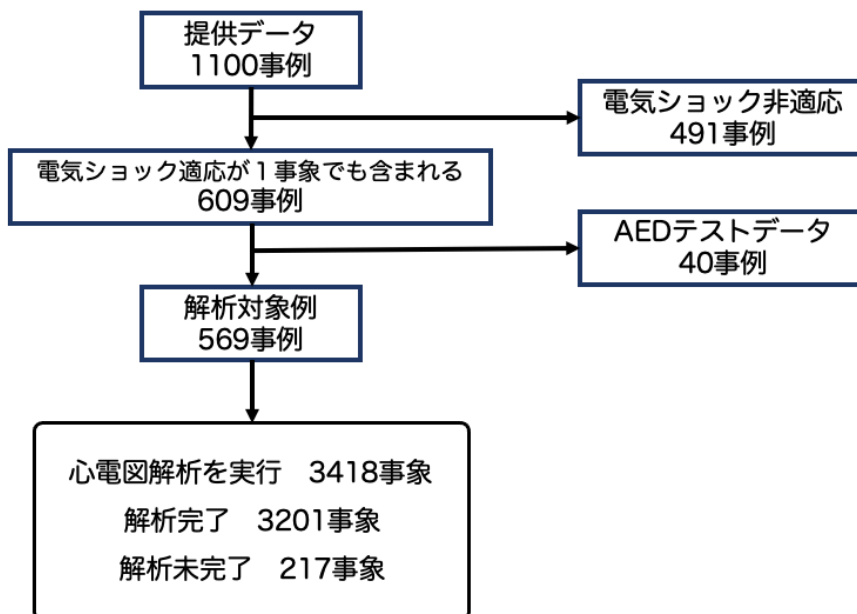 提供データ
1100事例
電気ショック非適応
491事例
電気ショック適応が１事象でも含まれる
609事例
AEDテストデータ
40事例
解析対象例
569事例
心電図解析を実行　3418事象
解析完了　3201事象
解析未完了　217事象